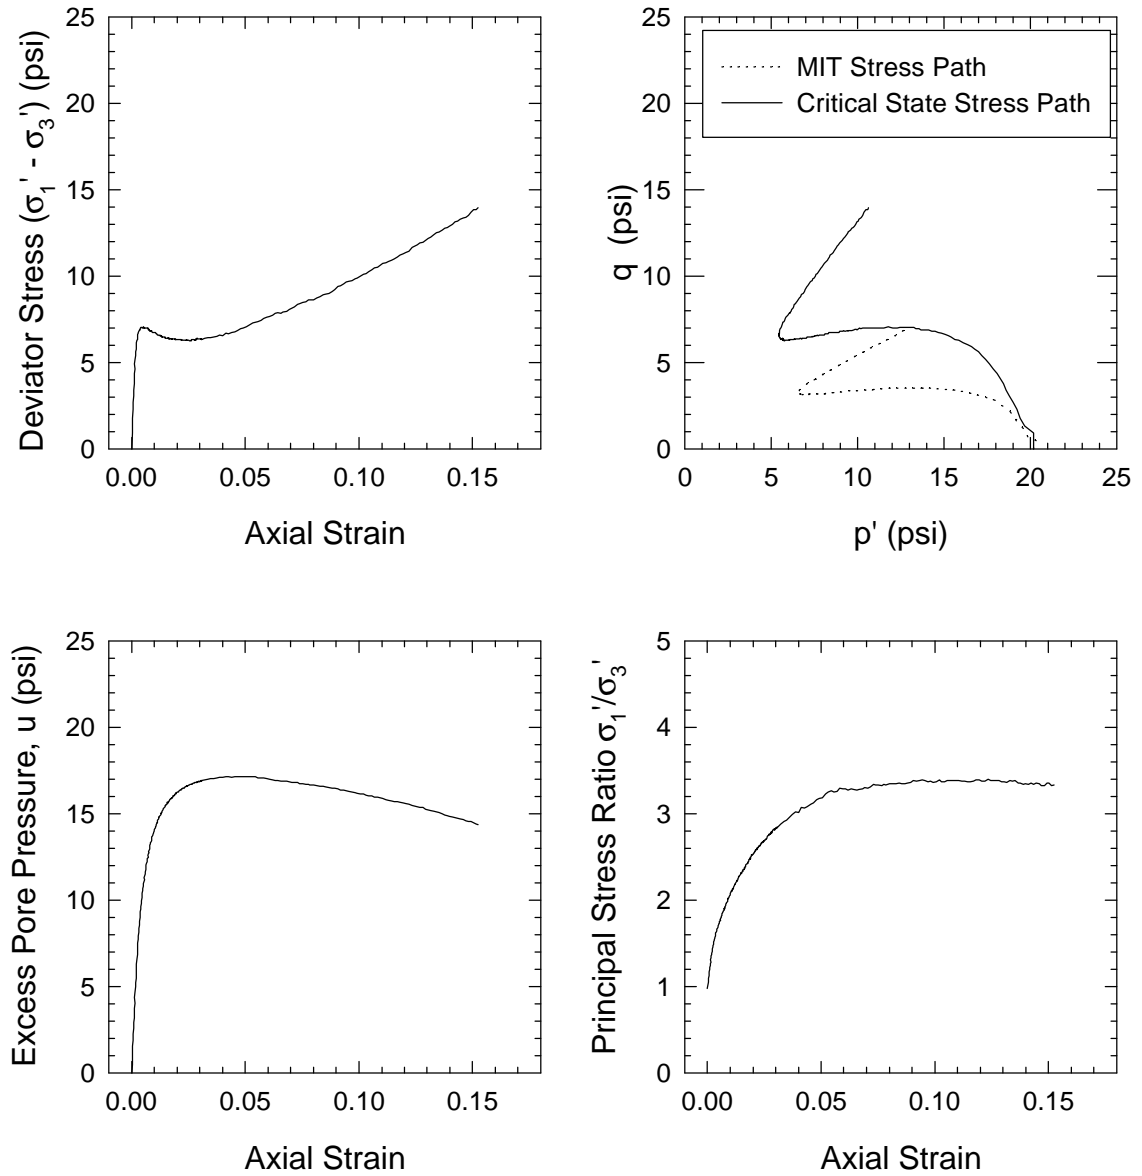 Deviator Stress (σ1' - σ3') (psi)
25
20
15
10
5
0
0.00 0.05 0.10 0.15
Axial Strain
q (psi)
25
20
15
10
5
0
MIT Stress Path
Critical State Stress Path
0 5 10 15 20 25
p' (psi)
Excess Pore Pressure, u (psi)
25
20
15
10
5
0
0.00 0.05 0.10 0.15
Axial Strain
Principal Stress Ratio σ1'/σ3'
5
4
3
2
1
0
0.00 0.05 0.10 0.15
Axial Strain